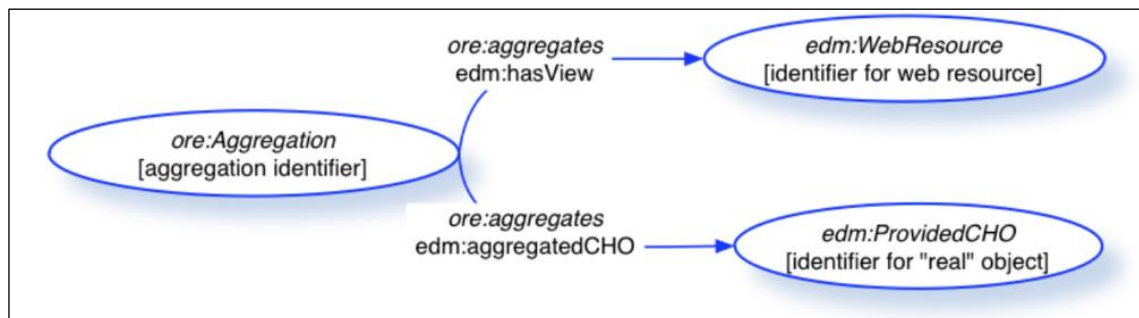 ore:aggregates
edm:hasView
edm:WebResource
[identifier for web resource]
ore:Aggregation
[aggregation identifier]
ore:aggregates
edm:aggregatedCHO
edm:ProvidedCHO
[identifier for "real" object]